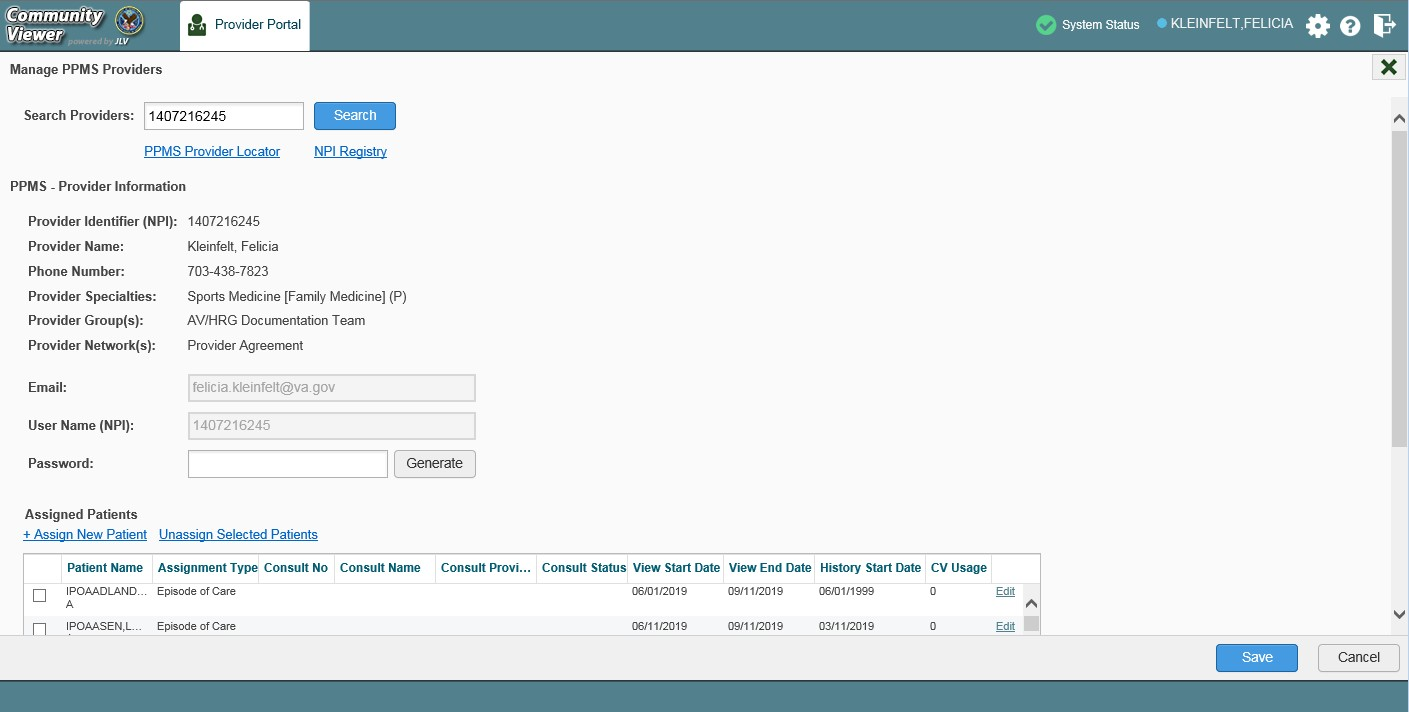 Community
Viewer powered by JLV
Provider Portal
System Status
KLEINFELT,FELICIA
Manage PPMS Providers
Search Providers: 1407216245 Search
PPMS Provider Locator NPI Registry
PPMS - Provider Information
Provider Identifier (NPI): 1407216245
Provider Name: Kleinfelt, Felicia
Phone Number: 703-438-7823
Provider Specialties: Sports Medicine [Family Medicine] (P)
Provider Group(s): AV/HRG Documentation Team
Provider Network(s): Provider Agreement
Email: felicia.kleinfelt@va.gov
User Name (NPI): 1407216245
Password: Generate
Assigned Patients
+ Assign New Patient Unassign Selected Patients
Patient Name Assignment Type Consult No Consult Name Consult Provi... Consult Status View Start Date View End Date History Start Date CV Usage
IPOAADLAND... Episode of Care 06/01/2019 09/11/2019 06/01/1999 0 Edit
A
IPOAASEN,L... Episode of Care 06/11/2019 09/11/2019 03/11/2019 0 Edit
Save Cancel